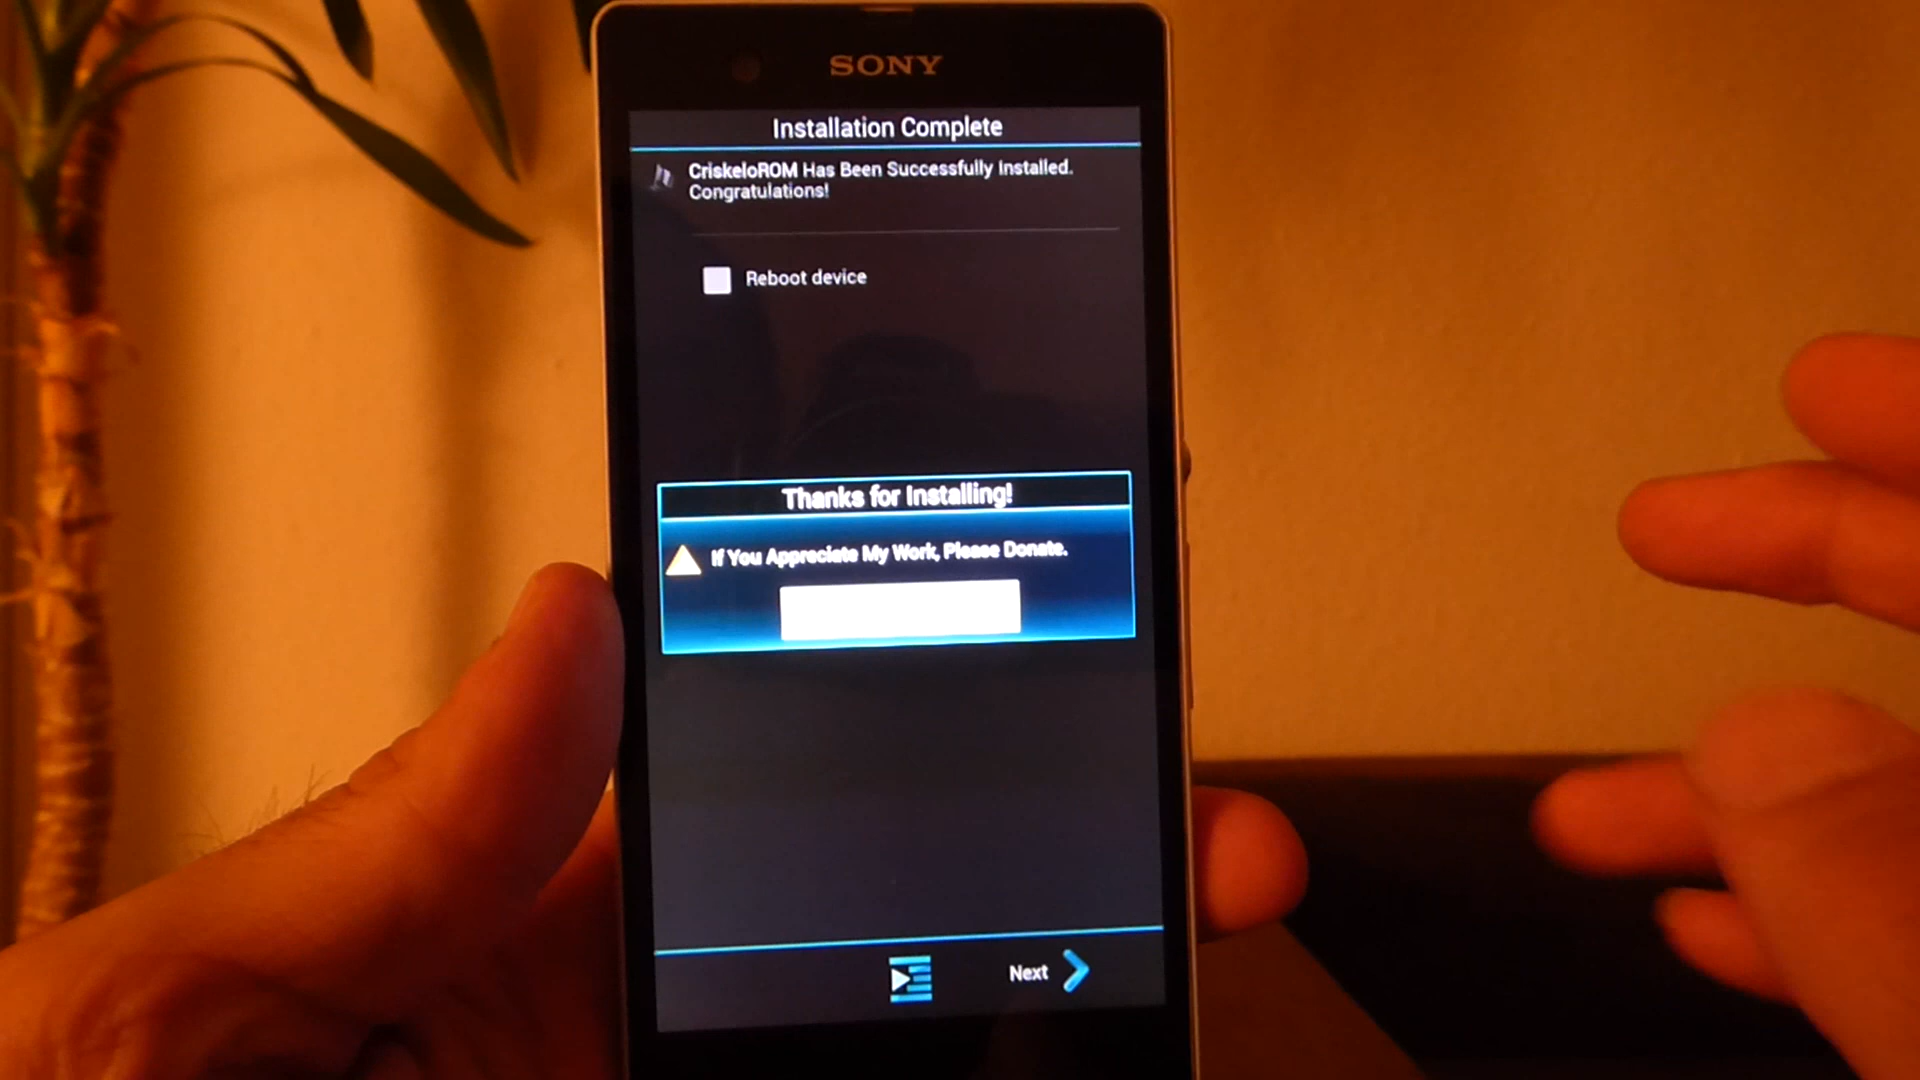 SONY
Installation Complete
CriskeloROM Has Been Successfully Installed.
Congratulations!
Reboot device
Thanks for Installing!
If You Appreciate My Work, Please Donate.
Next